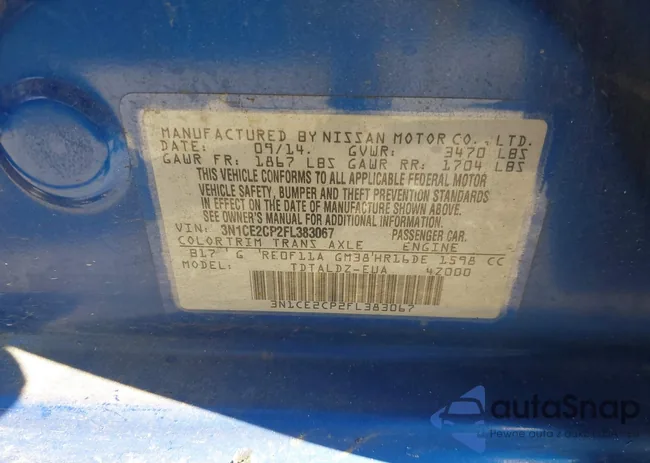 MANUFACTURED BY NISSAN MOTOR CO., LTD.
DATE: 09/14. GVWR: 3470 LBS
GAWR FR: 1867 LBS GAWR RR: 1704 LBS
THIS VEHICLE CONFORMS TO ALL APPLICABLE FEDERAL MOTOR
VEHICLE SAFETY, BUMPER AND THEFT PREVENTION STANDARDS
IN EFFECT ON THE DATE OF MANUFACTURE SHOWN ABOVE.
SEE OWNER'S MANUAL FOR ADDITIONAL INFORMATION.
VIN: 3N1CE2CP2FL383067 PASSENGER CAR.
COLOR TRIM TRANS AXLE ENGINE
B17 G RE0F11A GM38 HR16DE 1598 CC
MODEL: TDTALDZ-EUA 42000
3N1CE2CP2FL383067
autoSnap
Pewne auto z